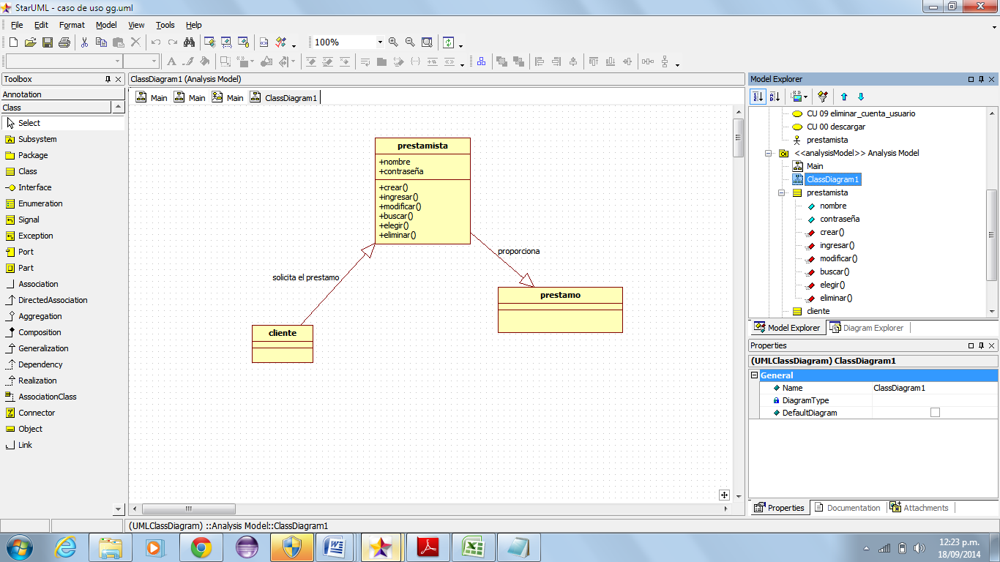 StarUML - caso de uso gg.uml
File Edit Format Model View Tools Help
100%
Toolbox
Annotation
Class
Select
Subsystem
Package
Class
Interface
Enumeration
Signal
Exception
Port
Part
Association
DirectedAssociation
Aggregation
Composition
Generalization
Dependency
Realization
AssociationClass
Connector
Object
Link
ClassDiagram1 (Analysis Model)
Main Main Main ClassDiagram1
prestamista
+nombre
+contraseña
+crear()
+ingresar()
+modificar()
+buscar()
+elegir()
+eliminar()
proporciona
solicita el prestamo
prestamo
cliente
Model Explorer
CU 09 eliminar_cuenta_usuario
CU 00 descargar
prestamista
<<analysisModel>> Analysis Model
Main
ClassDiagram1
prestamista
nombre
contraseña
crear()
ingresar()
modificar()
buscar()
elegir()
eliminar()
cliente
Model Explorer Diagram Explorer
Properties
(UMLClassDiagram) ClassDiagram1
General
Name ClassDiagram1
DiagramType
DefaultDiagram
Properties Documentation Attachments
(UMLClassDiagram) ::Analysis Model::ClassDiagram1
12:23 p.m.
18/09/2014